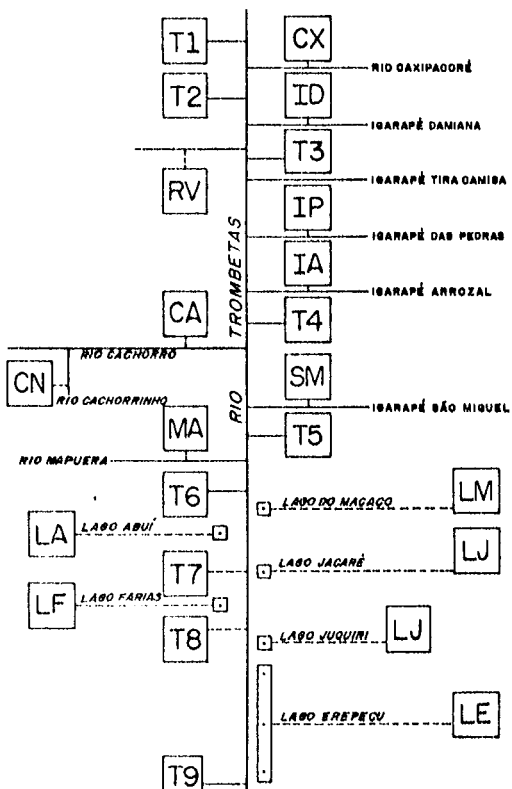 T1
CX
RIO CAXIPACORÉ
T2
ID
IGARAPÉ DAMIANA
T3
RV
IGARAPÉ TIRA CAMISA
IP
IGARAPÉ DAS PEDRAS
IA
IGARAPÉ ARROZAL
CA
T4
RIO TROMBETAS
RIO CACHORRO
CN
RIO CACHORRINHO
SM
IGARAPÉ SÃO MIGUEL
MA
T5
RIO MAPUERA
T6
LAGO DO MACACO
LM
LA
LAGO ABUÍ
LAGO JACARÉ
LJ
T7
LF
LAGO FARIAS
T8
LAGO JUQUIRI
LJ
LAGO EREPEÇU
LE
T9